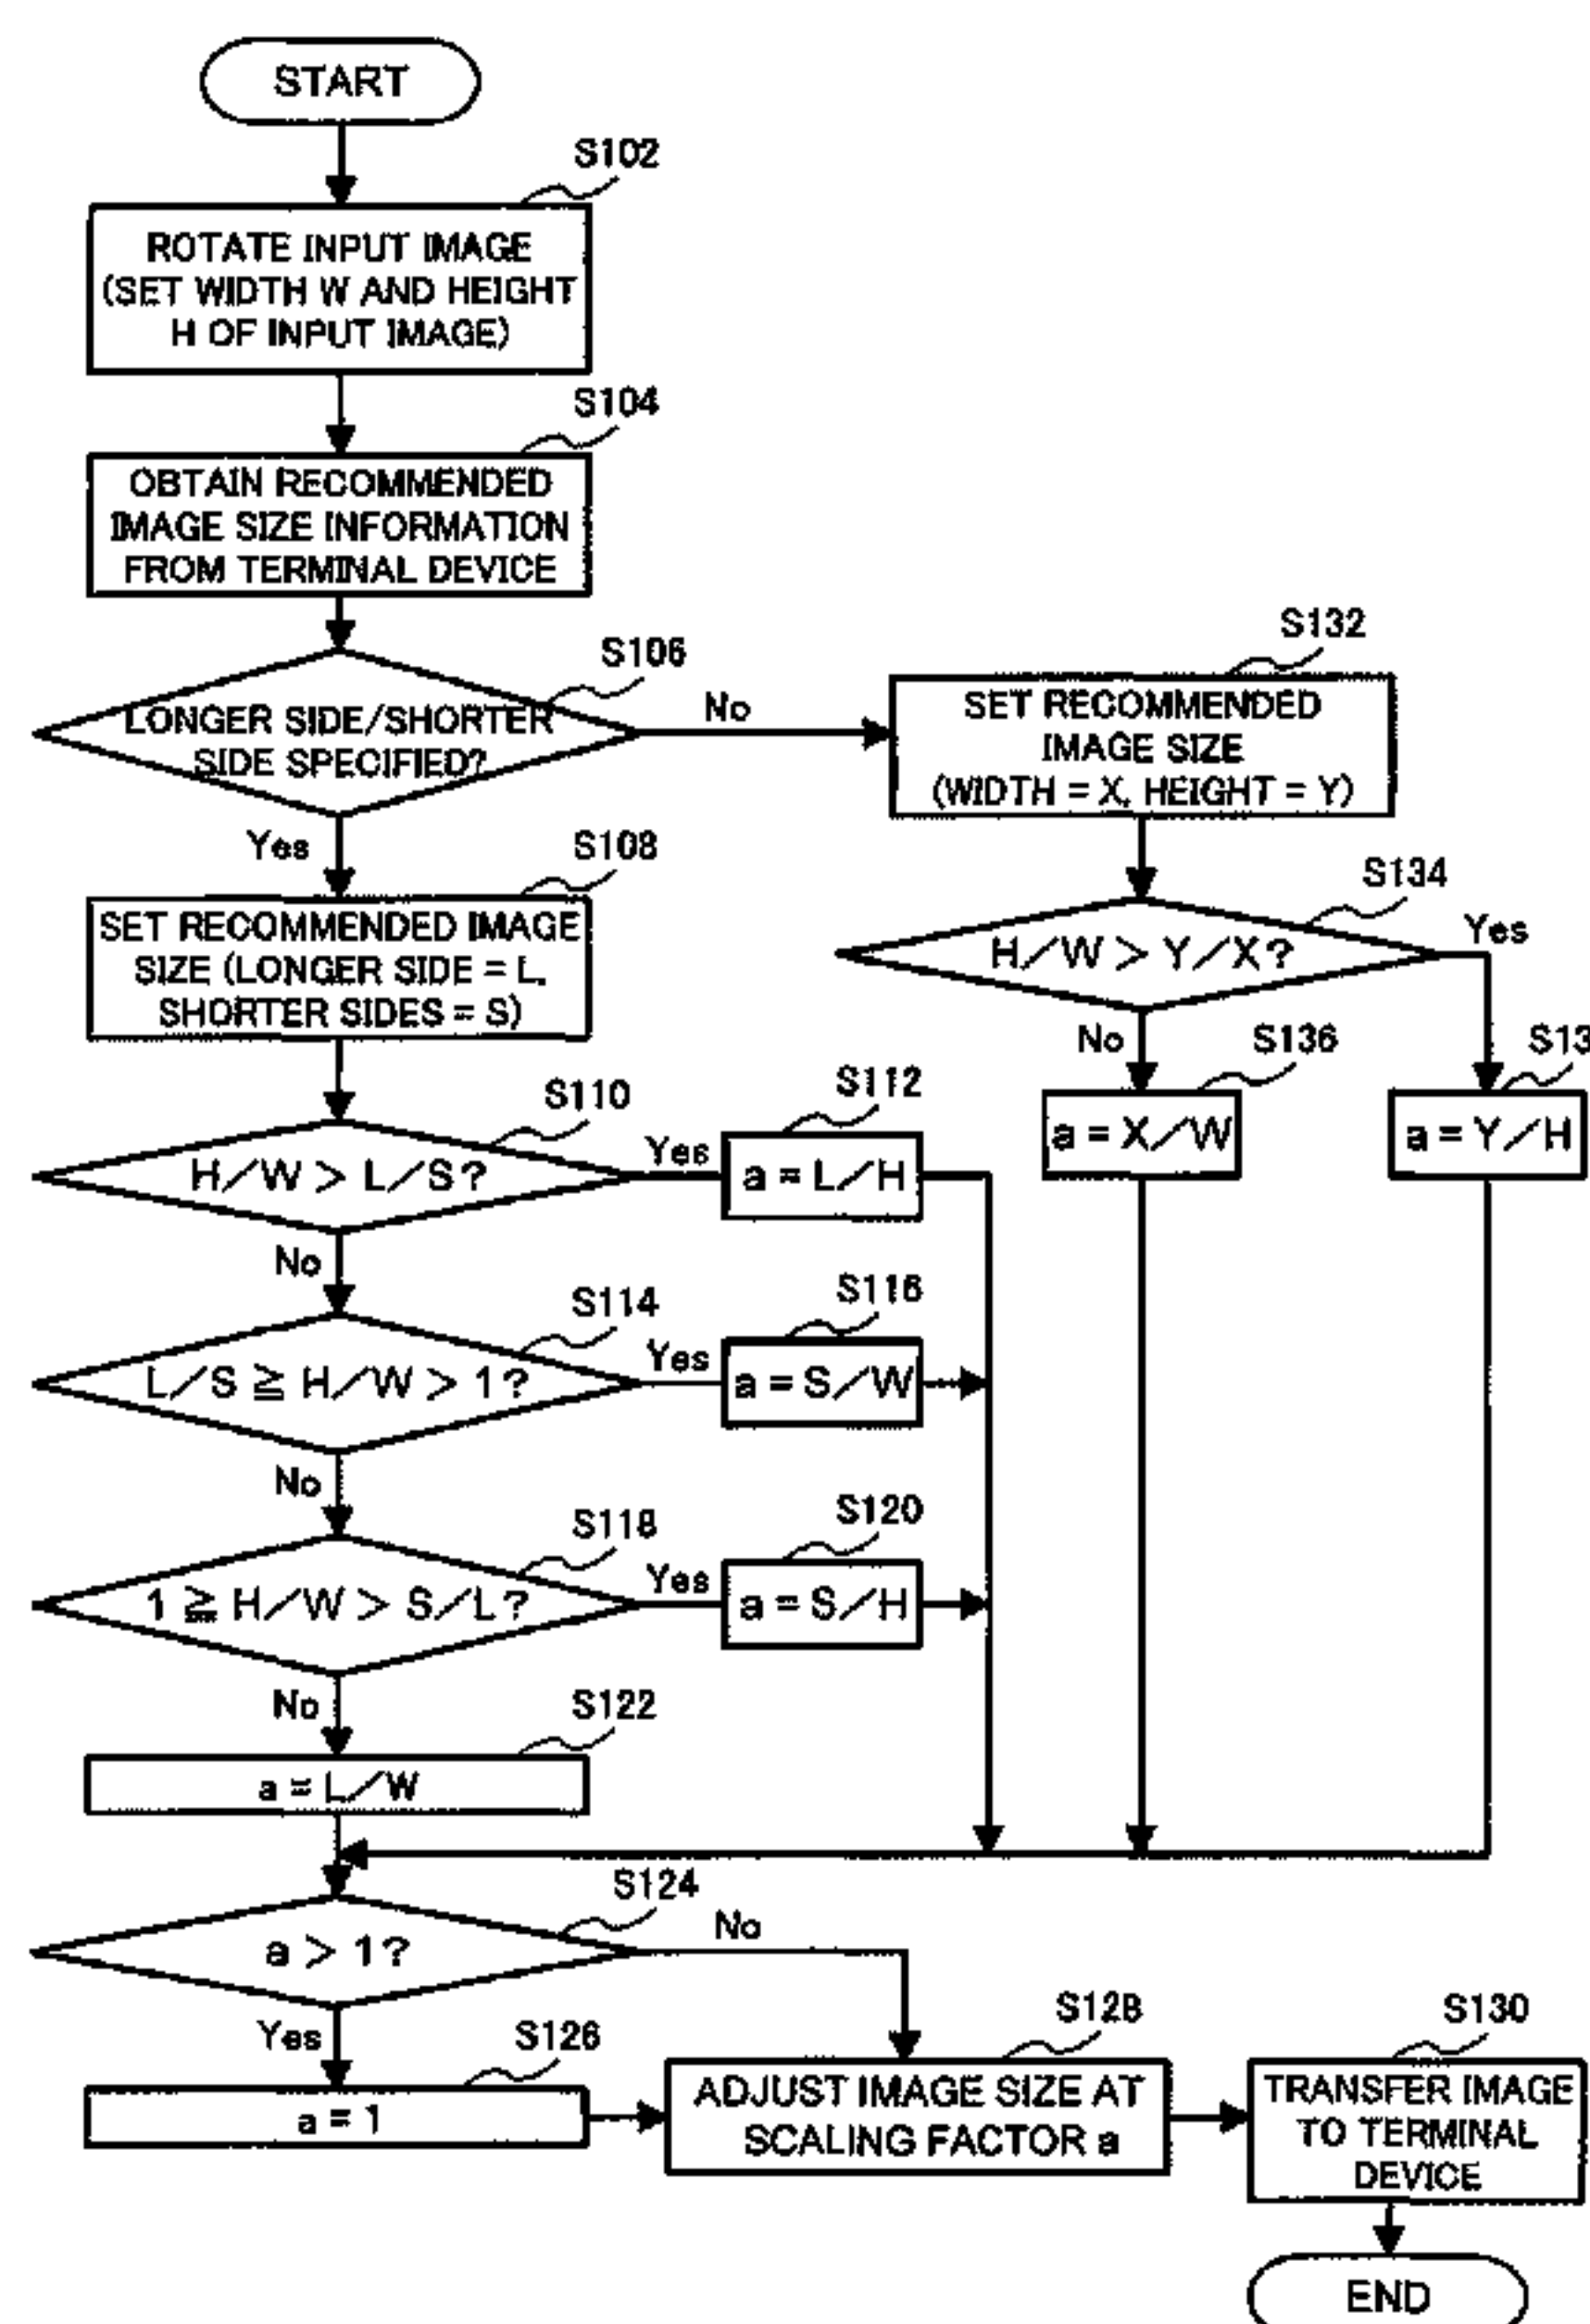 START
S102
ROTATE INPUT IMAGE
(SET WIDTH W AND HEIGHT
H OF INPUT IMAGE)
S104
OBTAIN RECOMMENDED
IMAGE SIZE INFORMATION
FROM TERMINAL DEVICE
S106
LONGER SIDE/SHORTER
SIDE SPECIFIED?
No
Yes
S132
SET RECOMMENDED
IMAGE SIZE
(WIDTH = X, HEIGHT = Y)
S108
SET RECOMMENDED IMAGE
SIZE (LONGER SIDE = L,
SHORTER SIDES = S)
S134
H/W > Y/X?
Yes
No
S136
a = X/W
S13
a = Y/H
S110
H/W > L/S?
Yes
S112
a = L/H
No
S114
L/S ≧ H/W > 1?
Yes
S116
a = S/W
No
S118
1 ≧ H/W > S/L?
Yes
S120
a = S/H
No
S122
a = L/W
S124
a > 1?
No
Yes
S126
a = 1
S128
ADJUST IMAGE SIZE AT
SCALING FACTOR a
S130
TRANSFER IMAGE
TO TERMINAL
DEVICE
END